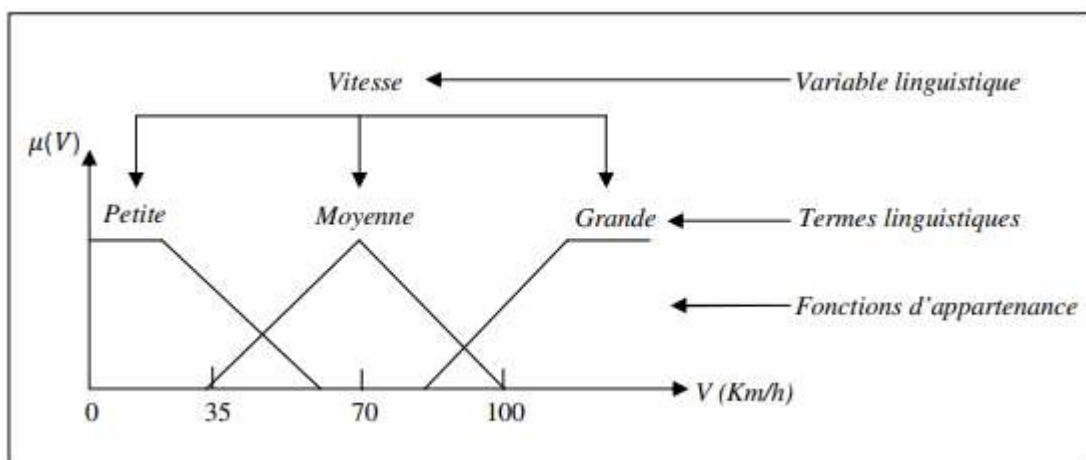 Vitesse Variable linguistique
μ(V)
Petite Moyenne Grande Termes linguistiques
Fonctions d'appartenance
0 35 70 100 V (Km/h)